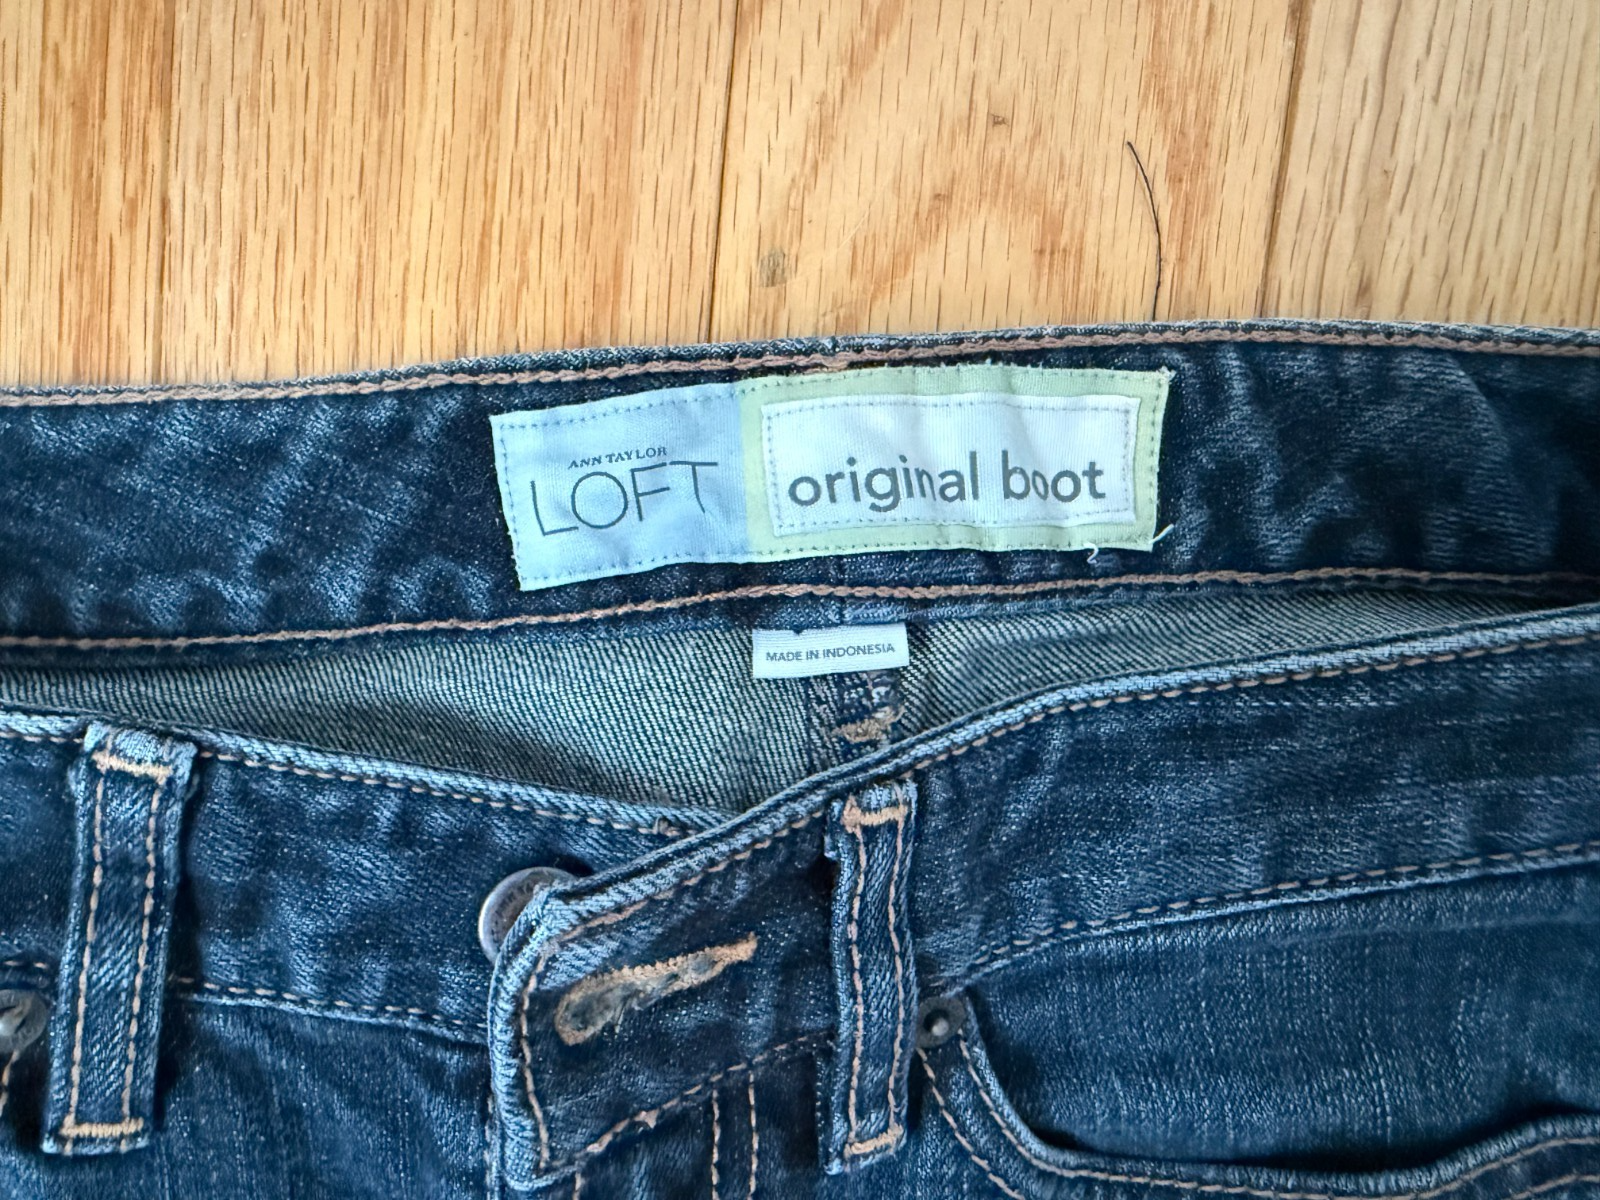 ANN TAYLOR
LOFT
original boot
MADE IN INDONESIA